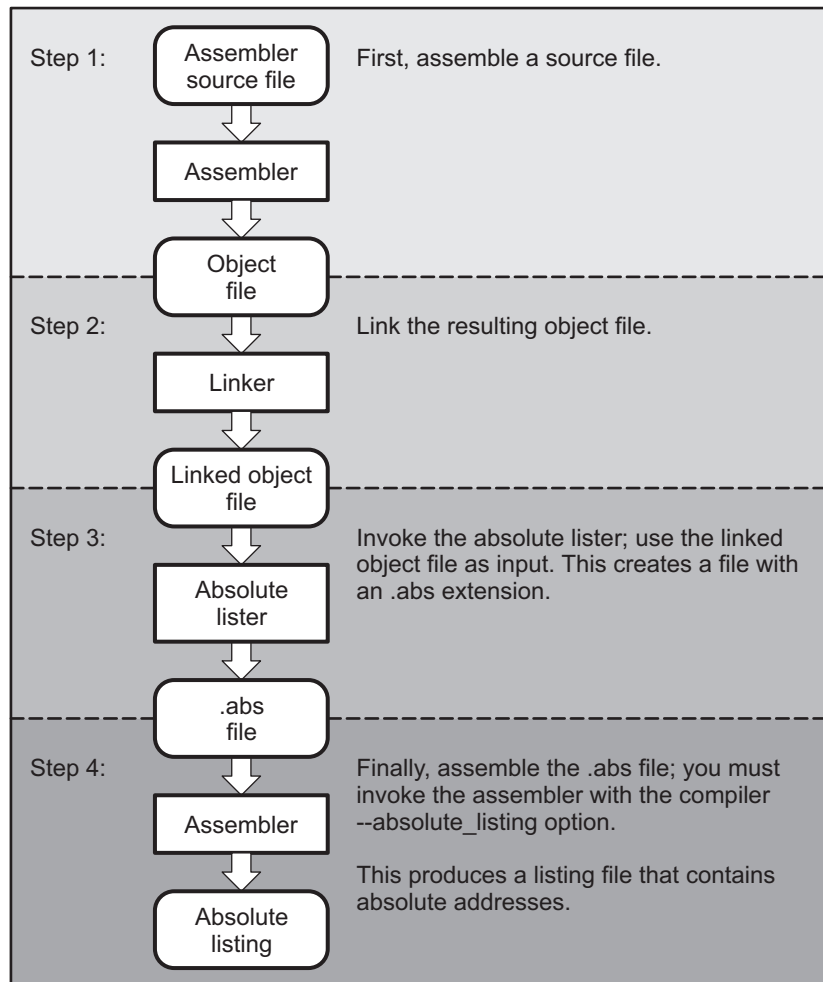 Step 1:
Assembler
source file
First, assemble a source file.
Assembler
Object
file
Step 2:
Link the resulting object file.
Linker
Linked object
file
Step 3:
Invoke the absolute lister; use the linked
object file as input. This creates a file with
an .abs extension.
Absolute
lister
.abs
file
Step 4:
Finally, assemble the .abs file; you must
invoke the assembler with the compiler
--absolute_listing option.
Assembler
This produces a listing file that contains
absolute addresses.
Absolute
listing